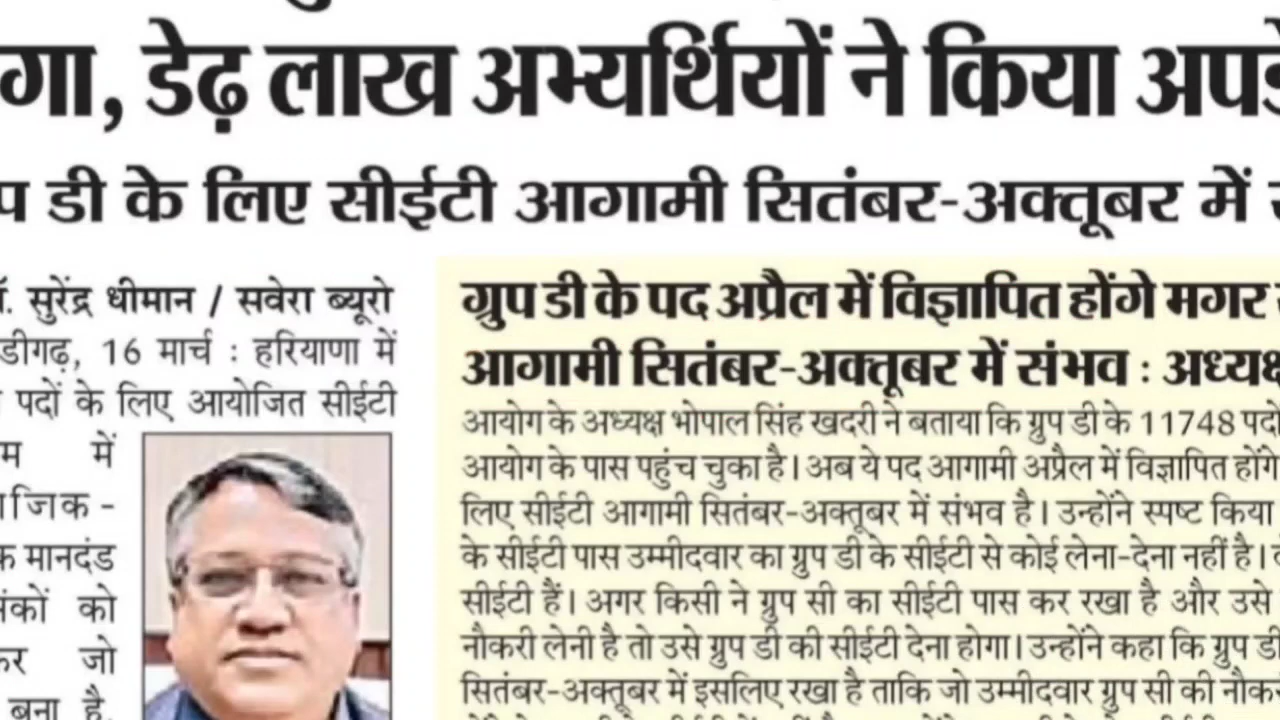 डेढ़ लाख अभ्यर्थियों ने किया
डी के लिए सीईटी आगामी सितंबर-अक्तूबर में
सुरेंद्र धीमान / सवेरा ब्यूरो
16 मार्च : हरियाणा में
पदों के लिए आयोजित सीईटी
में
मानदंड
को
जो
बना है,
ग्रुप डी के पद अप्रैल में विज्ञापित होंगे मगर
आगामी सितंबर-अक्तूबर में संभव : अध्यक्ष
आयोग के अध्यक्ष भोपाल सिंह खदरी ने बताया कि ग्रुप डी के 11748 पदों
आयोग के पास पहुंच चुका है। अब ये पद आगामी अप्रैल में विज्ञापित होंगे
लिए सीईटी आगामी सितंबर-अक्तूबर में संभव है। उन्होंने स्पष्ट किया
के सीईटी पास उम्मीदवार का ग्रुप डी के सीईटी से कोई लेना-देना नहीं है।
सीईटी हैं। अगर किसी ने ग्रुप सी का सीईटी पास कर रखा है और उसे
नौकरी लेनी है तो उसे ग्रुप डी की सीईटी देना होगा। उन्होंने कहा कि ग्रुप डी
सितंबर-अक्तूबर में इसलिए रखा है ताकि जो उम्मीदवार ग्रुप सी की